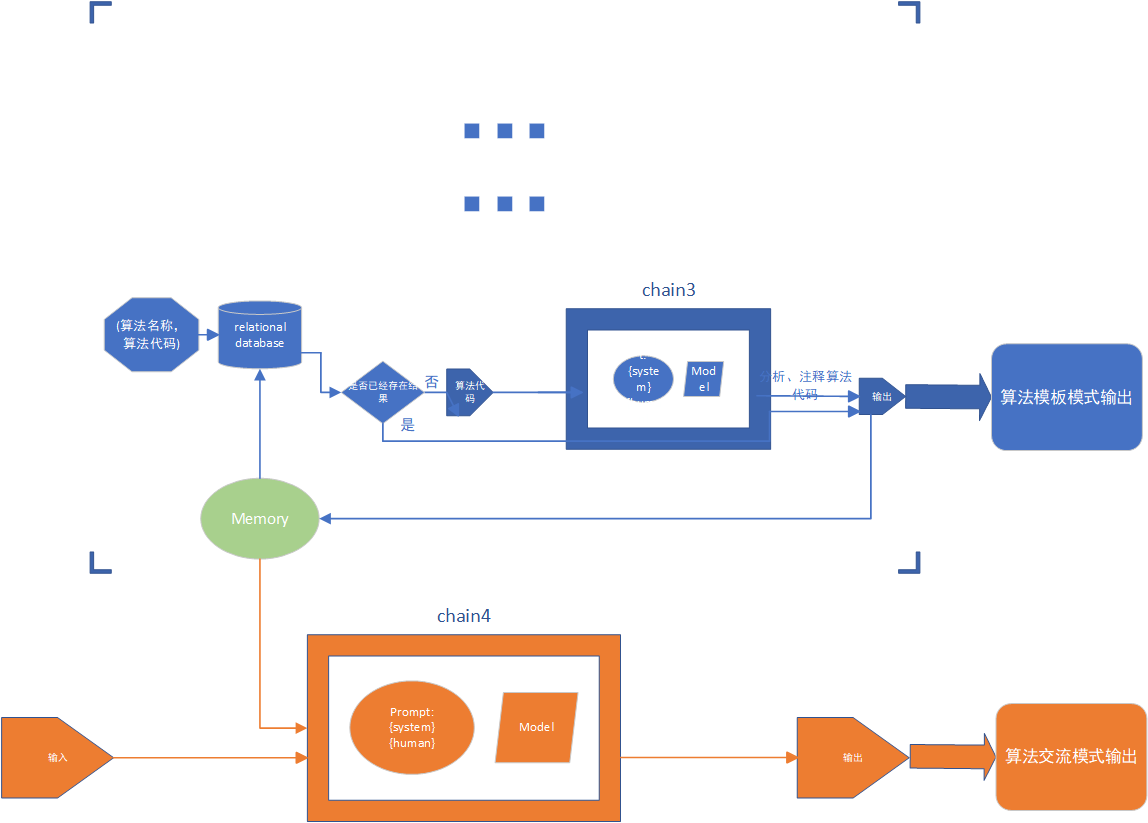 chain3
(算法名称，
算法代码)
relational
database
是否已经存在结
果
否
是
算法代
码
{syste
m}
Mod
el
分析、注释算法
代码
输出
算法模板模式输出
Memory
chain4
输入
Prompt:
{system}
{human}
Model
输出
算法交流模式输出